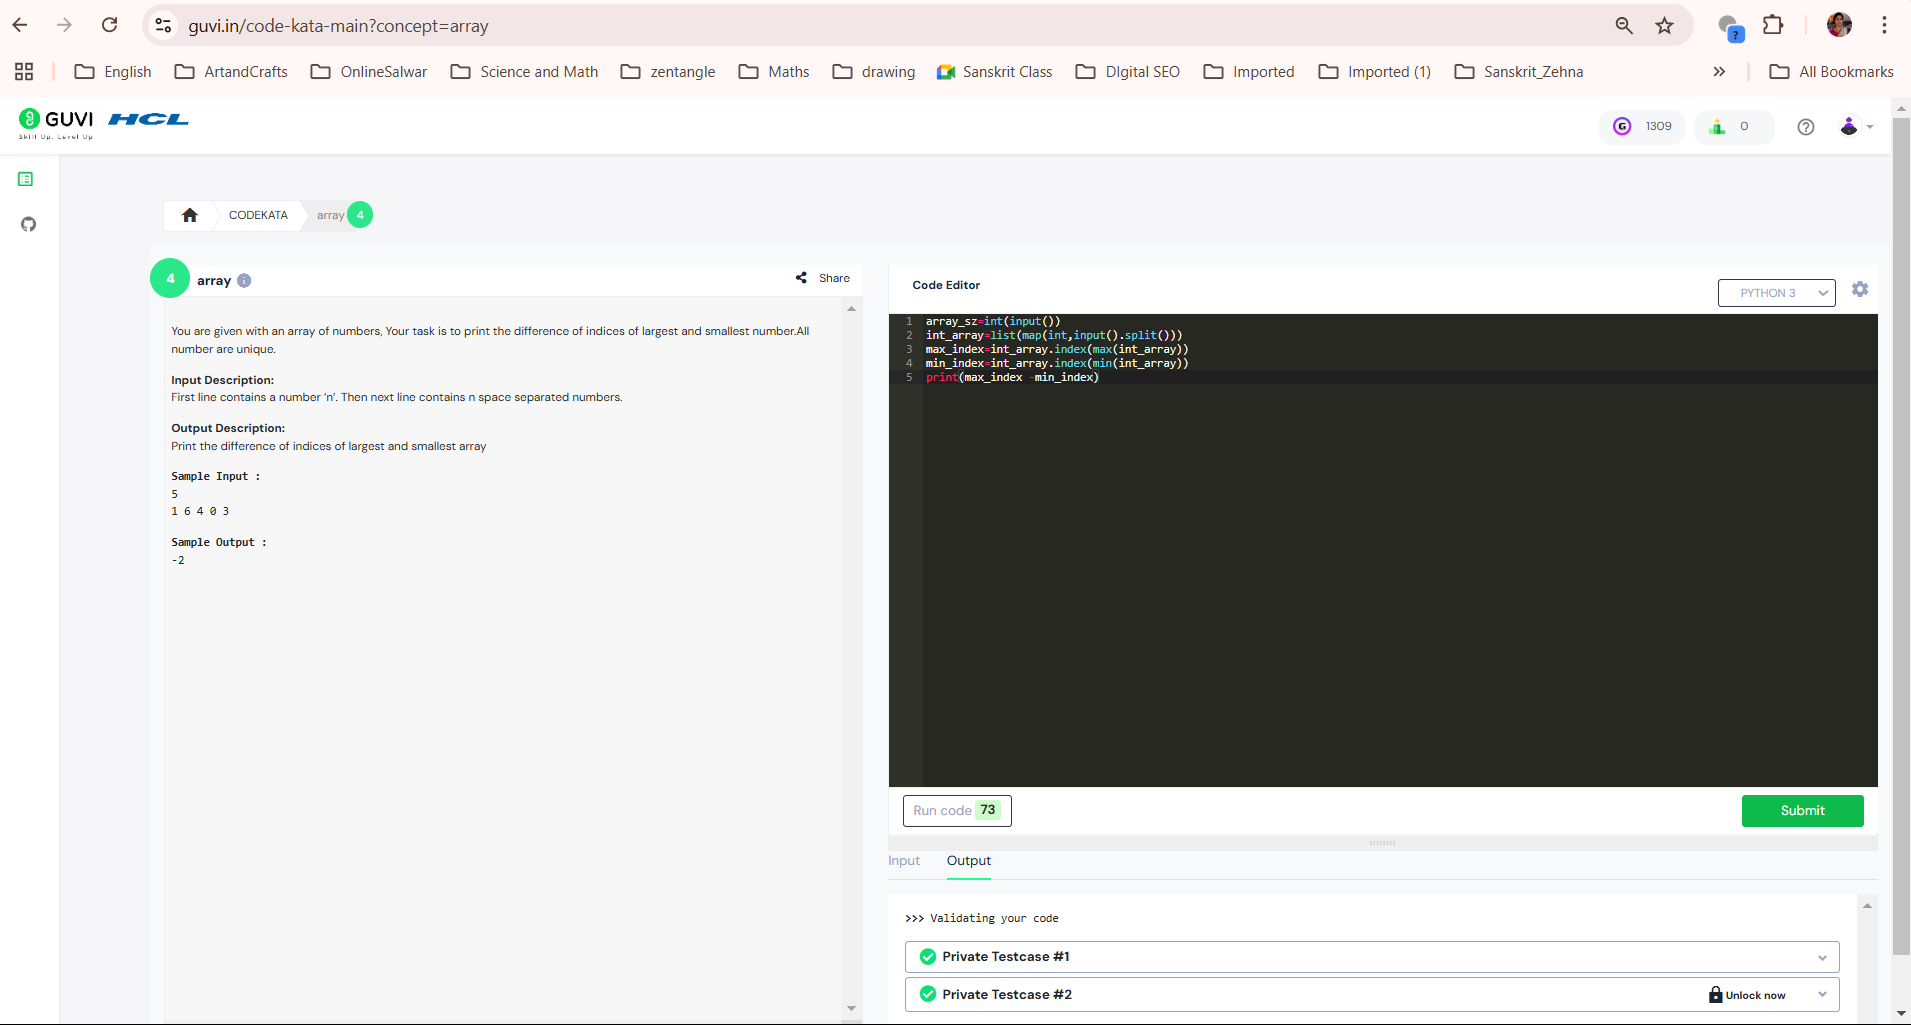 guvi.in/code-kata-main?concept=array
English ArtandCrafts OnlineSalwar Science and Math zentangle Maths drawing Sanskrit Class DIgital SEO Imported Imported (1) Sanskrit_Zehna » All Bookmarks
GUVI HCL
Skill Up. Level Up
G 1309 0
CODEKATA array 4
4 array Share
You are given with an array of numbers, Your task is to print the difference of indices of largest and smallest number.All
number are unique.
Input Description:
First line contains a number ‘n’. Then next line contains n space separated numbers.
Output Description:
Print the difference of indices of largest and smallest array
Sample Input :
5
1 6 4 0 3
Sample Output :
-2
Code Editor
PYTHON 3
1 array_sz=int(input())
2 int_array=list(map(int,input().split()))
3 max_index=int_array.index(max(int_array))
4 min_index=int_array.index(min(int_array))
5 print(max_index -min_index)
Run code 73
Submit
Input Output
>>> Validating your code
Private Testcase #1
Private Testcase #2 Unlock now